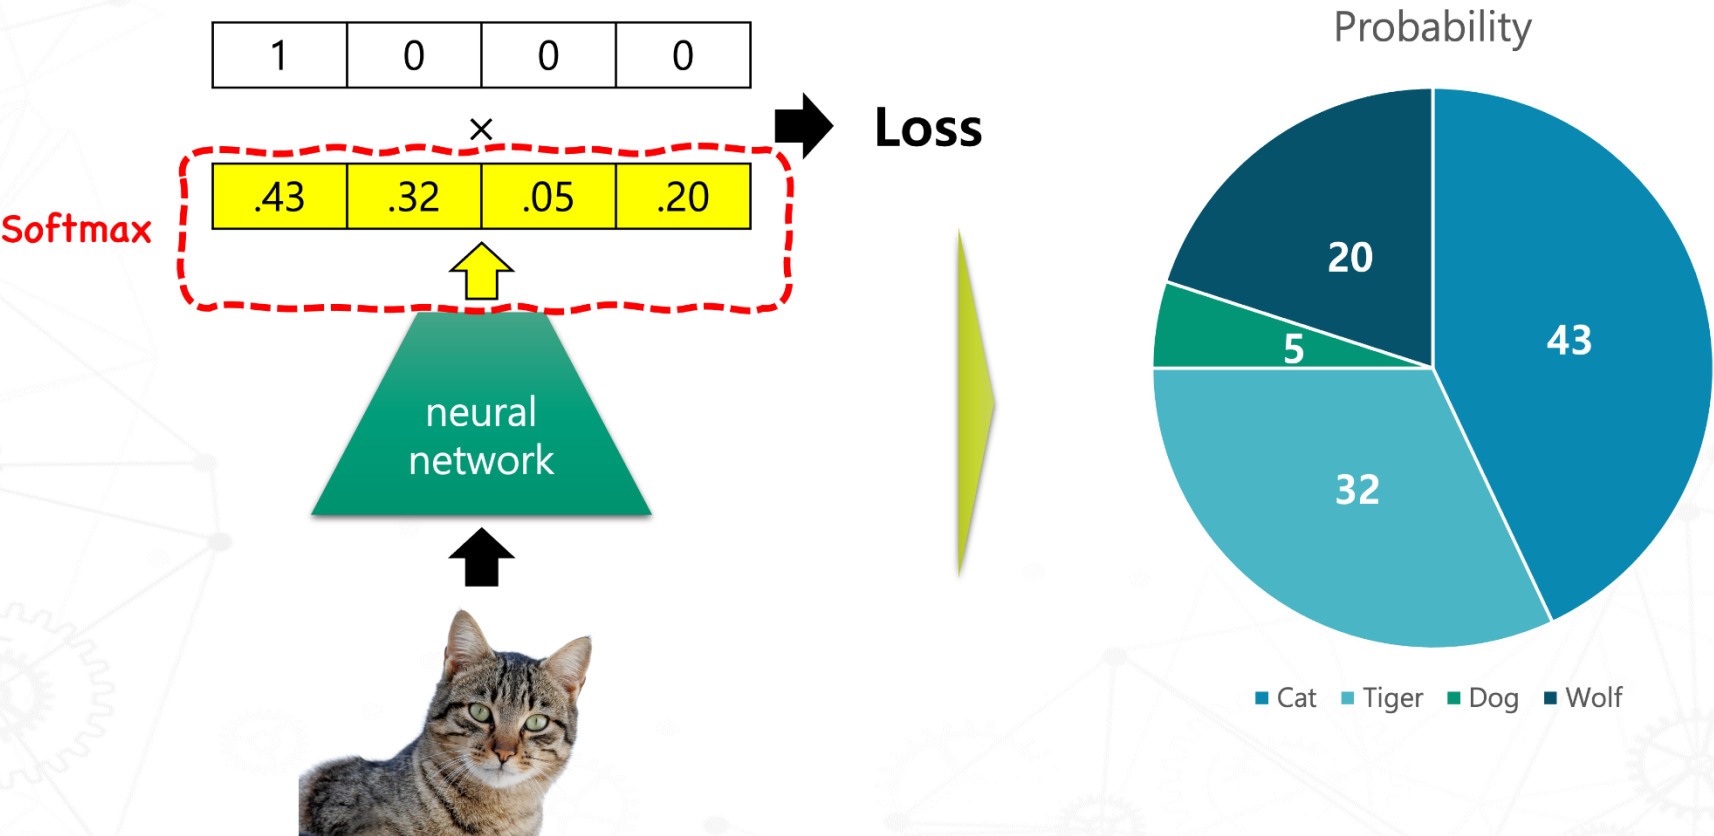 1 0 0 0
×
.43 .32 .05 .20
Softmax
neural
network
Loss
Probability
20
43
5
32
Cat Tiger Dog Wolf